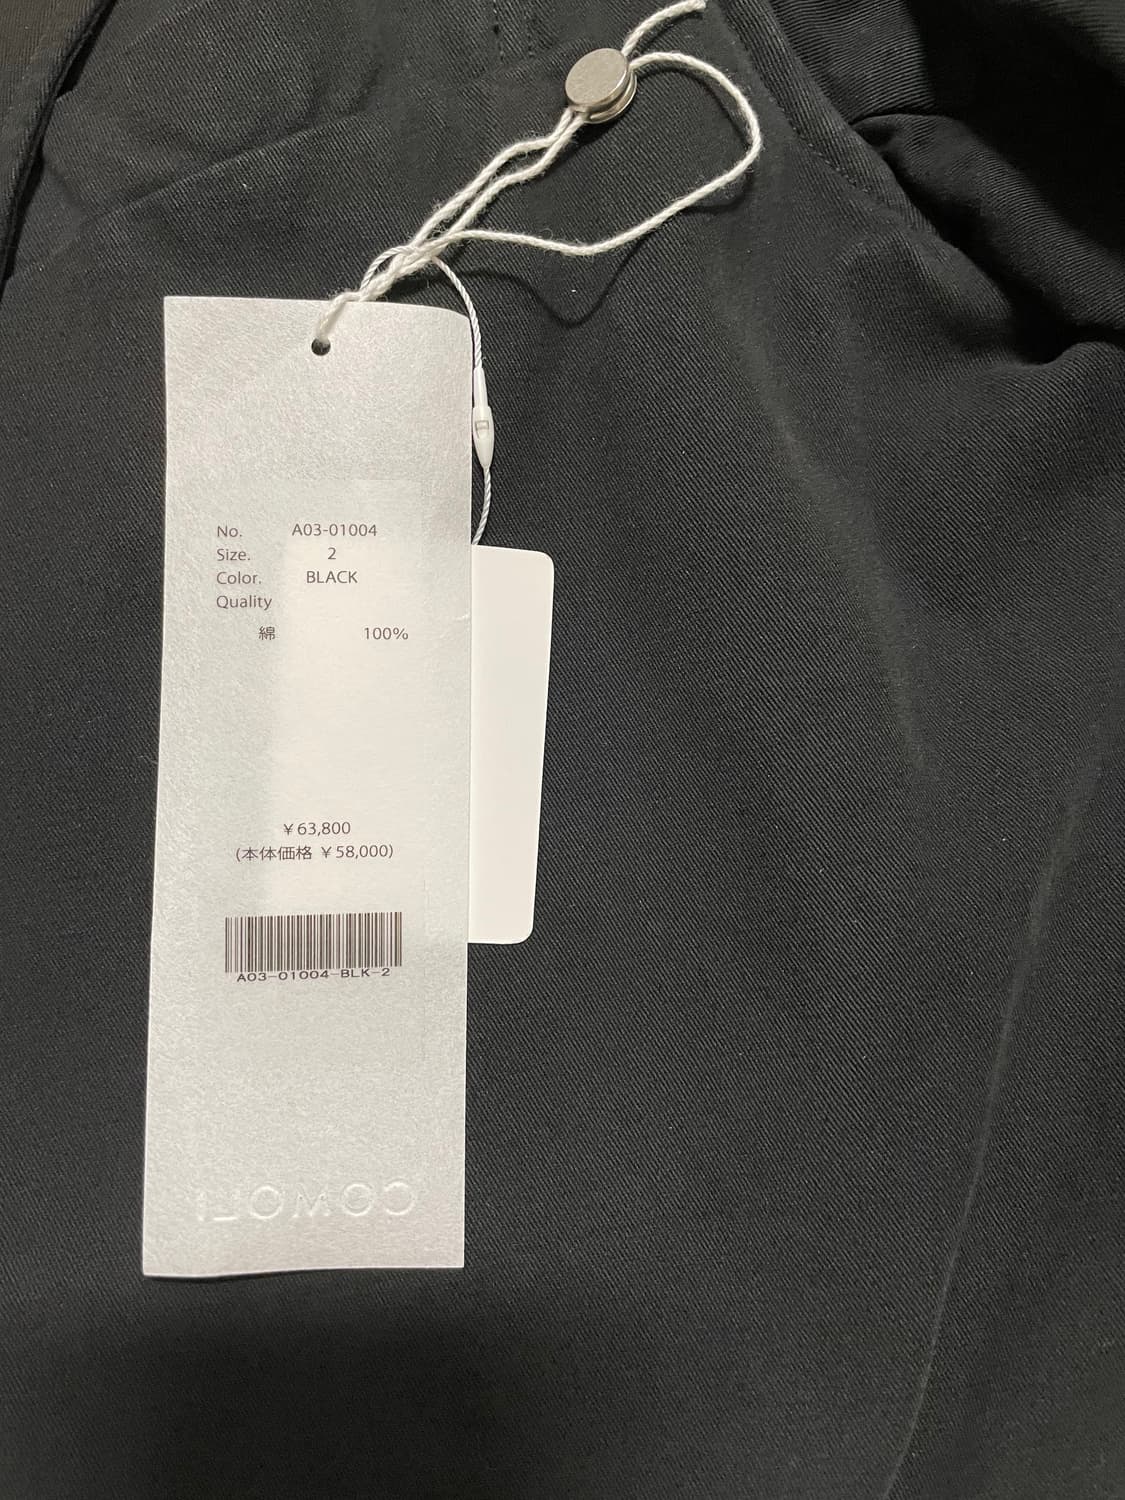 No. A03-01004
Size. 2
Color. BLACK
Quality
綿 100%
￥63,800
(本体価格 ￥58,000)
A03-01004-BLK-2
COMOLI